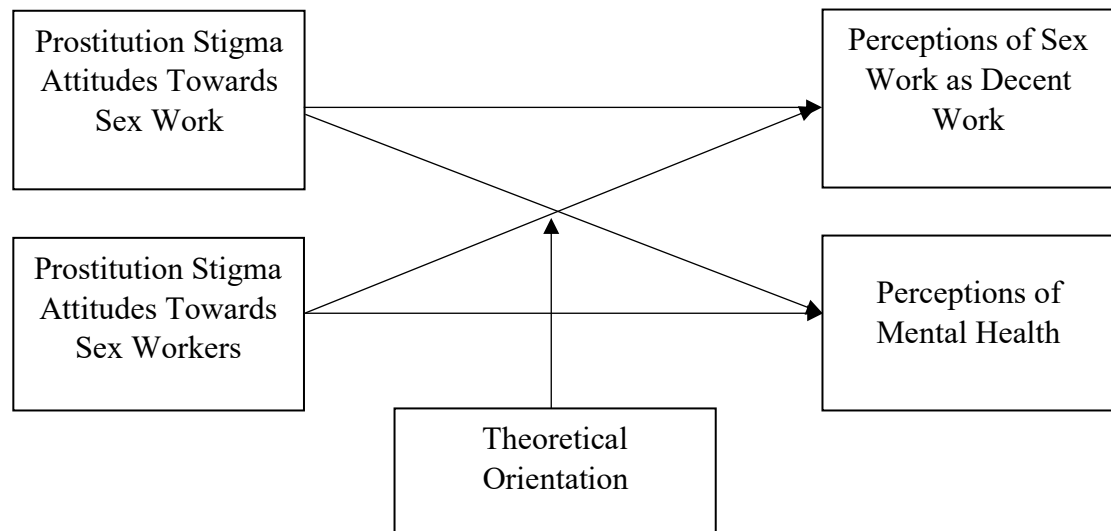 Prostitution Stigma
Attitudes Towards
Sex Work
Perceptions of Sex
Work as Decent
Work
Prostitution Stigma
Attitudes Towards
Sex Workers
Perceptions of
Mental Health
Theoretical
Orientation